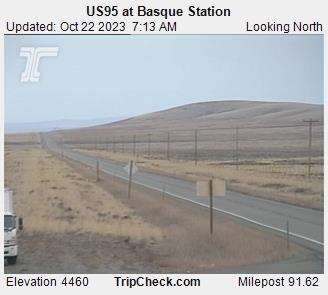 US95 at Basque Station
Updated: Oct 22 2023 7:13 AM Looking North
Elevation 4460 TripCheck.com Milepost 91.62